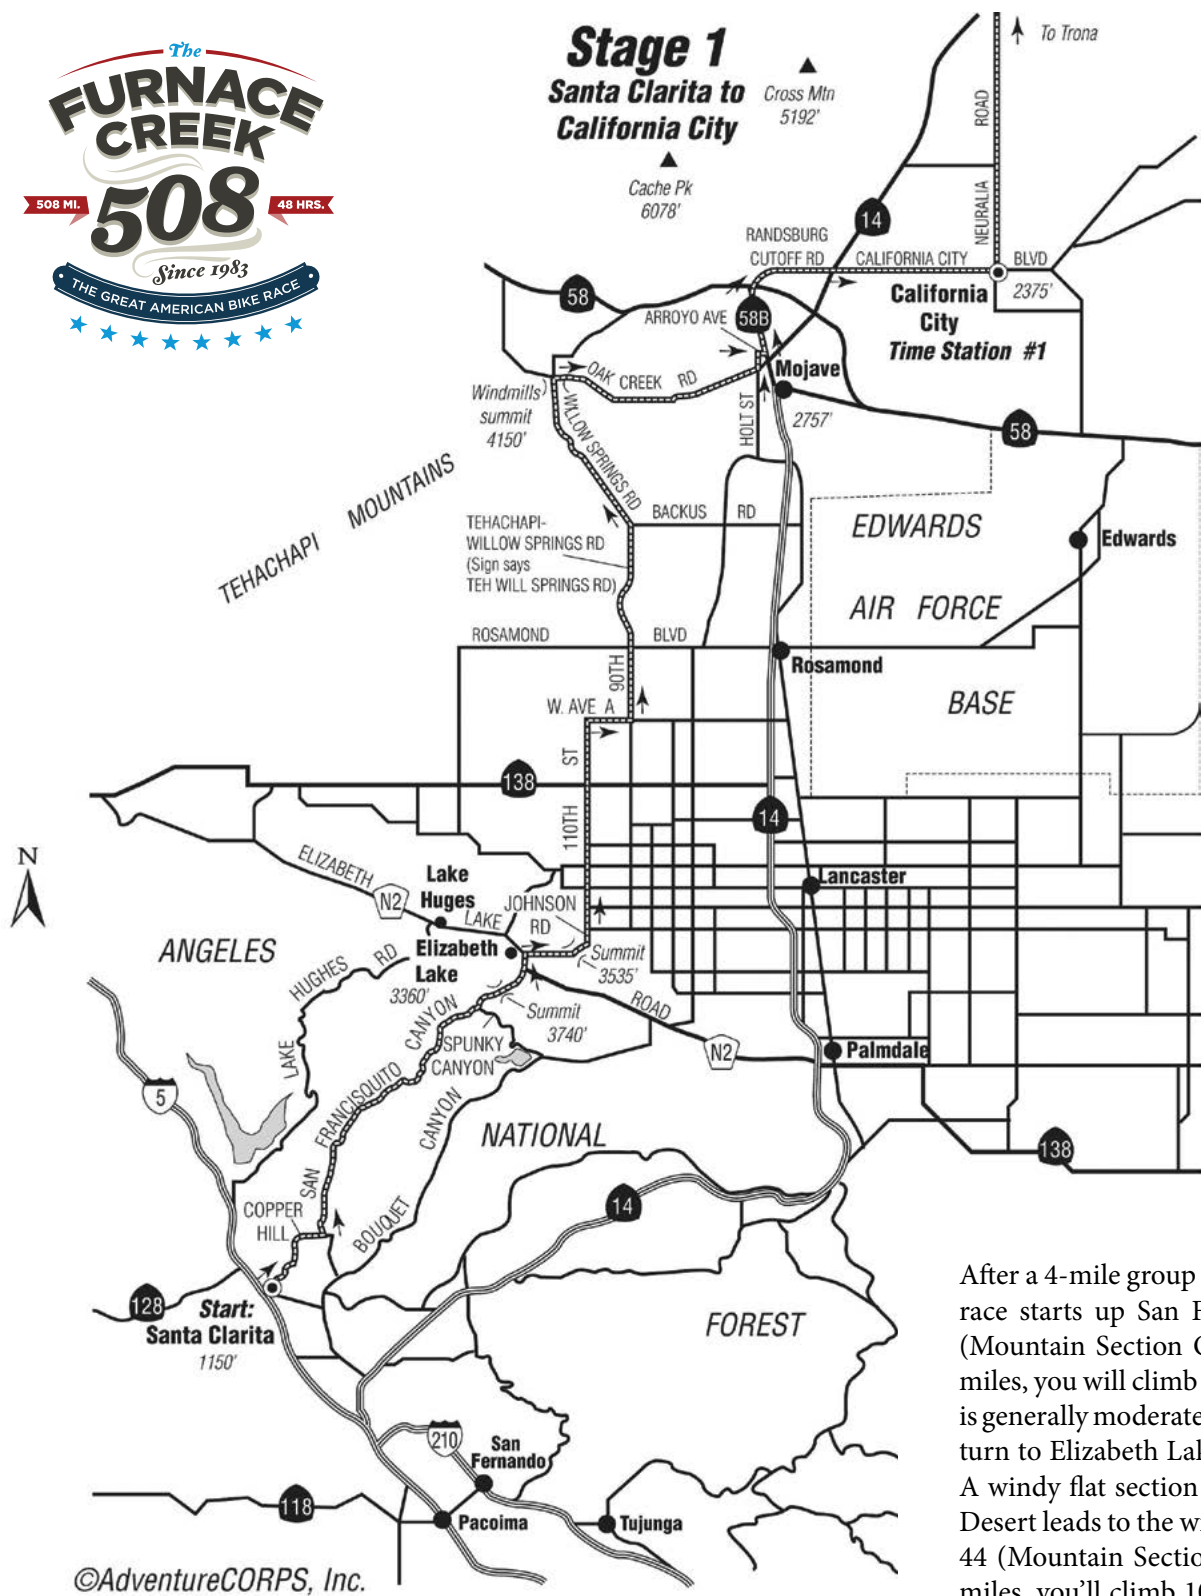 The
FURNACE
CREEK
508 MI.
508
48 HRS.
Since 1983
THE GREAT AMERICAN BIKE RACE
Stage 1
Santa Clarita to
California City
Cross Mtn
5192'
Cache Pk
6078'
To Trona
NEURALIA ROAD
14
RANDSBURG
CUTOFF RD
CALIFORNIA CITY
BLVD
2375'
California
City
Time Station #1
58
58B
ARROYO AVE
OAK CREEK RD
Mojave
2757'
HOLT ST
58
Windmills
summit
4150'
WILLOW SPRINGS RD
TEHACHAPI MOUNTAINS
BACKUS RD
TEHACHAPI-
WILLOW SPRINGS RD
(Sign says
TEH WILL SPRINGS RD)
EDWARDS
AIR FORCE
BASE
Edwards
ROSAMOND BLVD
Rosamond
90TH
W. AVE A
110TH ST
138
14
N
ELIZABETH
N2
LAKE
ROAD
N2
Lake
Huges
JOHNSON
RD
Lancaster
Elizabeth
Lake
3360'
Summit
3535'
Summit
3740'
ANGELES
LAKE HUGHES RD
SAN FRANCISQUITO CANYON
SPUNKY
CANYON
Palmdale
5
BOUQUET CANYON
NATIONAL
138
14
COPPER
HILL
128
Start:
Santa Clarita
1150'
FOREST
210
San
Fernando
118
Pacoima
Tujunga
©AdventureCORPS, Inc.
After a 4-mile group
race starts up San F
(Mountain Section C
miles, you will climb
is generally moderate
turn to Elizabeth Lak
A windy flat section
Desert leads to the wi
44 (Mountain Sectio
miles, you'll climb 10